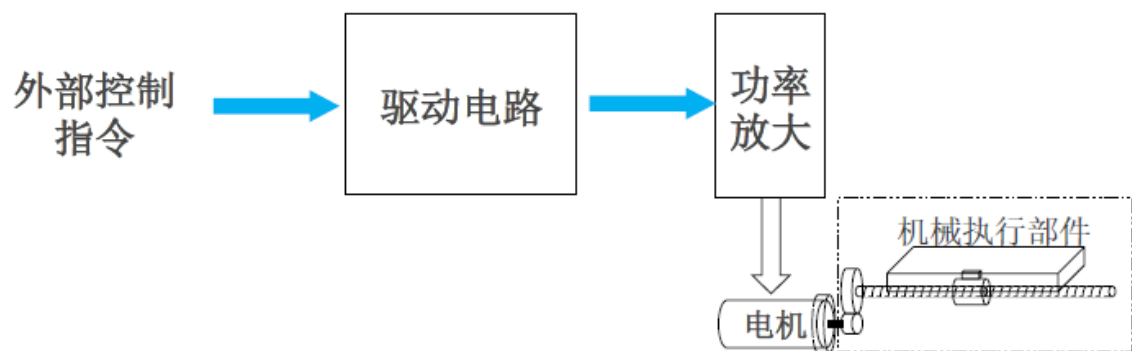 外部控制
指令
驱动电路
功率
放大
机械执行部件
电机